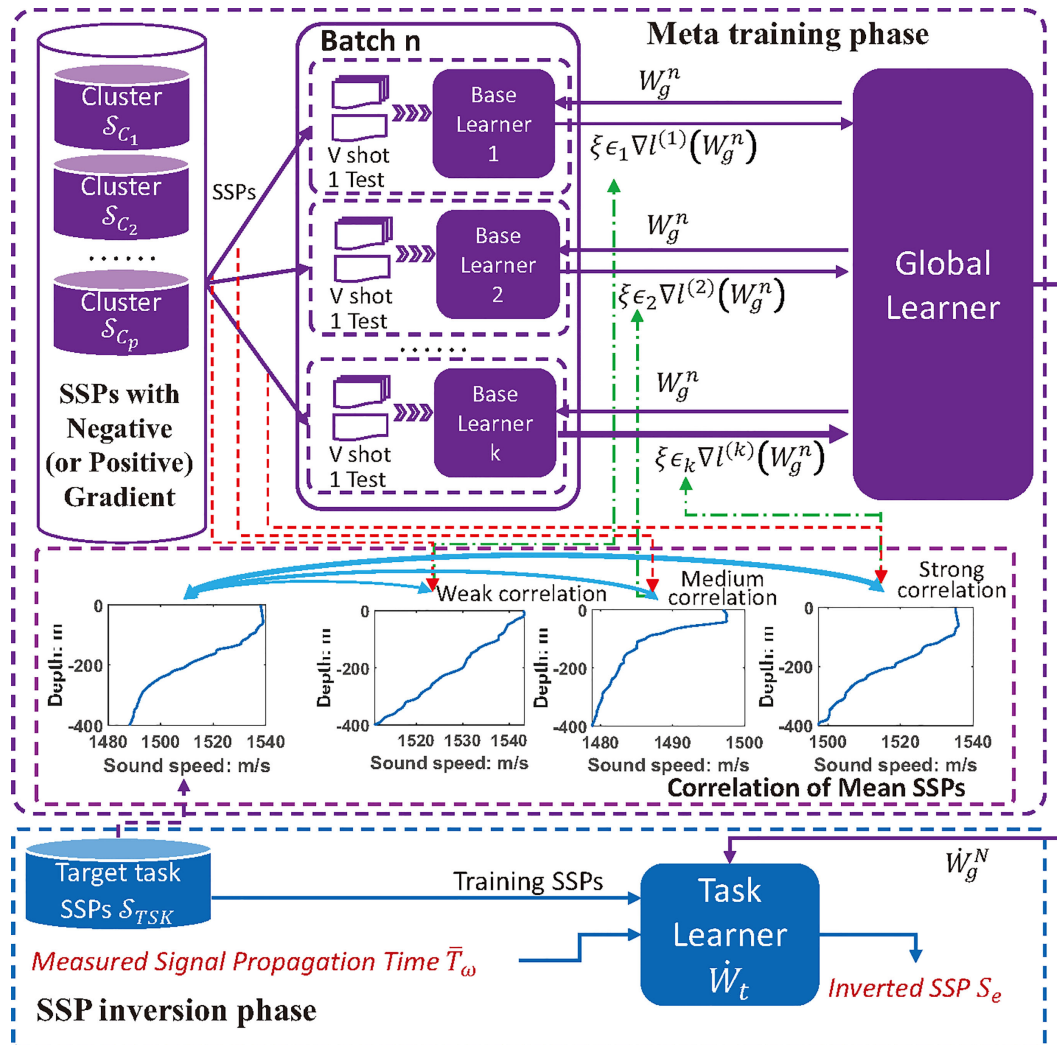 Batch n
Meta training phase
Cluster
𝒮_{C_1}
Cluster
𝒮_{C_2}
......
Cluster
𝒮_{C_p}
SSPs with
Negative
(or Positive)
Gradient
SSPs
V shot
1 Test
Base
Learner
1
W_g^n
ξϵ_1∇l^{(1)}(W_g^n)
V shot
1 Test
Base
Learner
2
W_g^n
ξϵ_2∇l^{(2)}(W_g^n)
......
V shot
1 Test
Base
Learner
k
W_g^n
ξϵ_k∇l^{(k)}(W_g^n)
Global
Learner
Weak correlation
Medium
correlation
Strong
correlation
0
-200
-400
Depth: m
1480 1500 1520 1540
Sound speed: m/s
0
-200
-400
Depth: m
1520 1530 1540
Sound speed: m/s
0
-200
-400
Depth: m
1480 1490 1500
Sound speed: m/s
0
-200
-400
Depth: m
1500 1520 1540
Sound speed: m/s
Correlation of Mean SSPs
Target task
SSPs 𝒮_{TSK}
Training SSPs
Measured Signal Propagation Time T̄_ω
Task
Learner
Ẇ_t
Ẇ_g^N
Inverted SSP S_e
SSP inversion phase